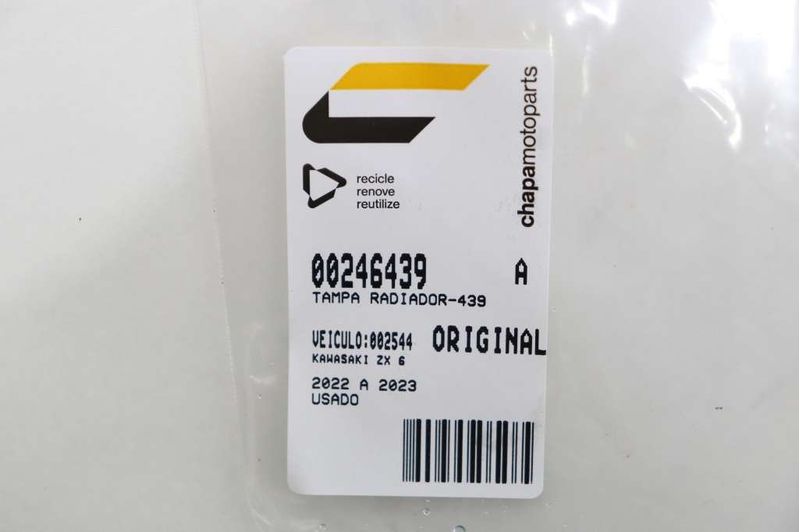 chapamotoparts
recicle
renove
reutilize
00246439 A
TAMPA RADIADOR-439
VEICULO:002544 ORIGINAL
KAWASAKI ZX 6
2022 A 2023
USADO